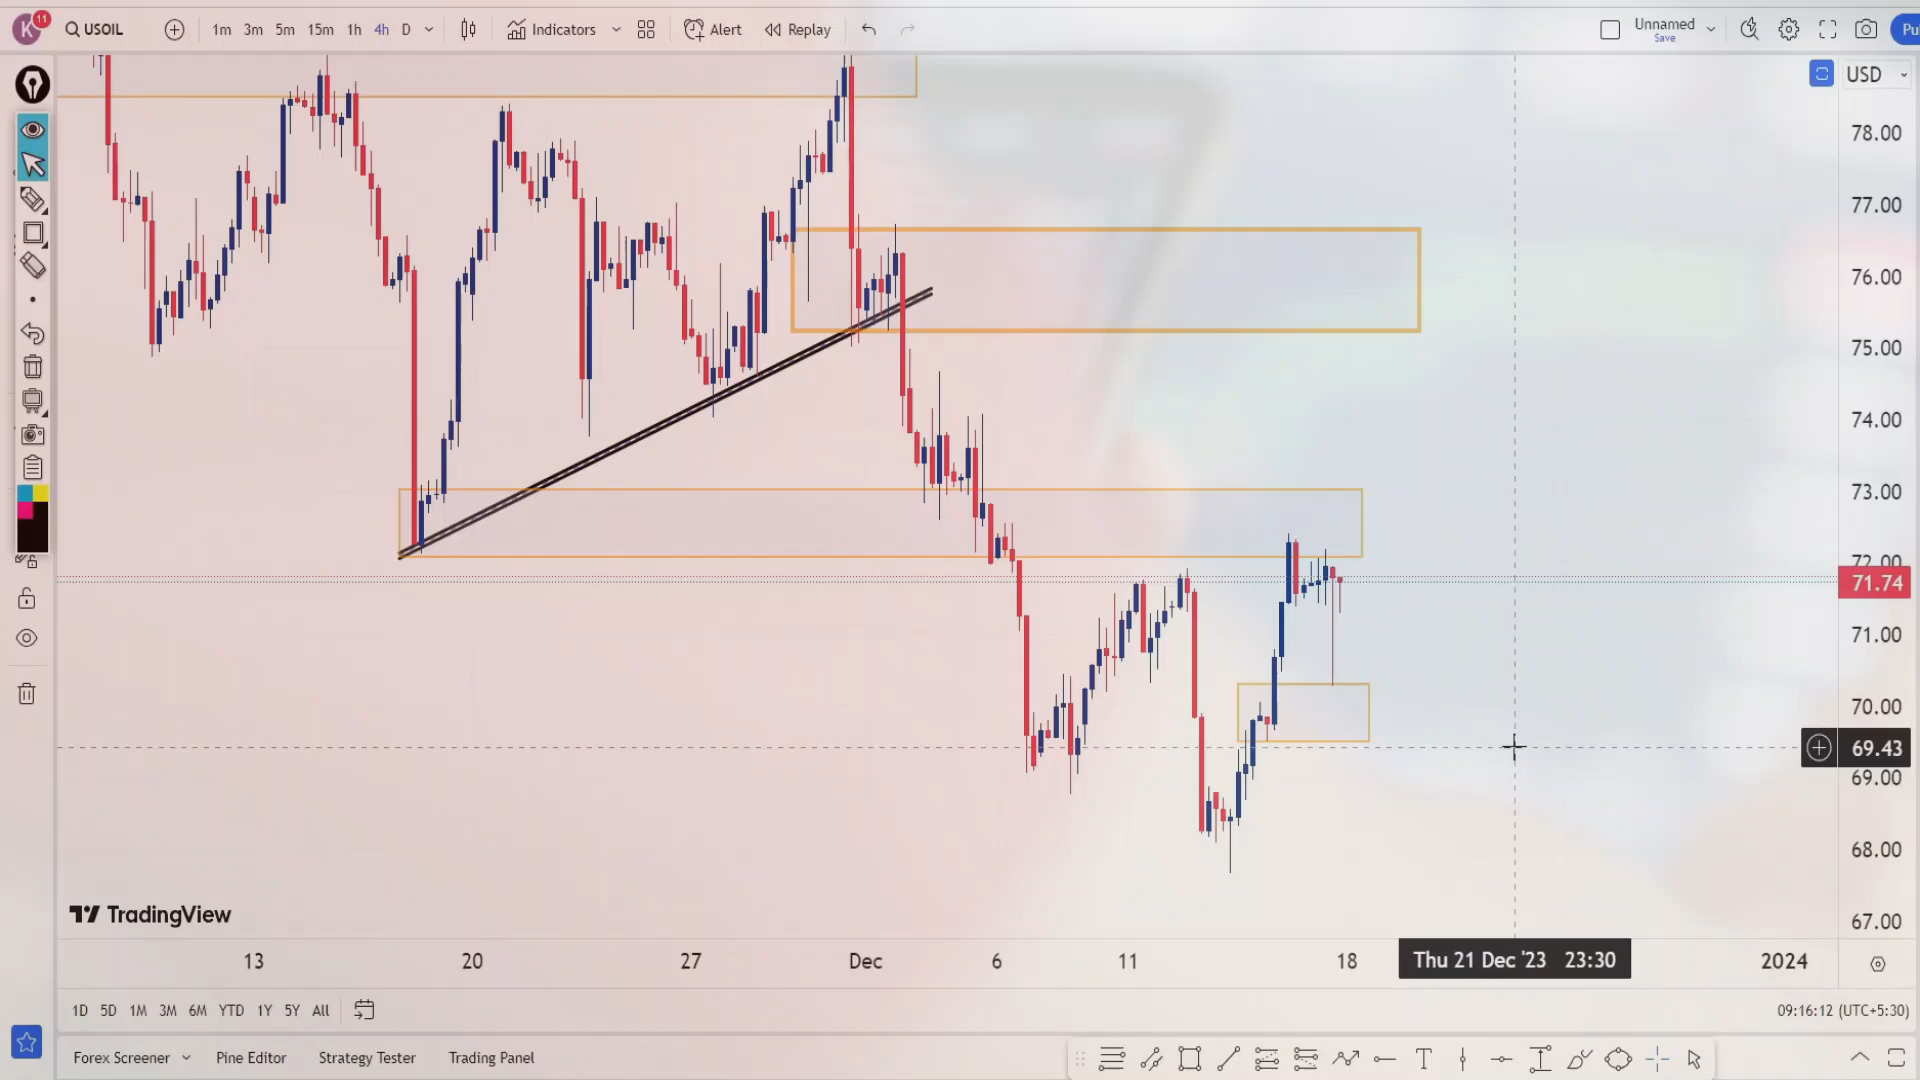 K 11 USOIL 1m 3m 5m 15m 1h 4h D Indicators Alert Replay Unnamed Save
USD
78.00
77.00
76.00
75.00
74.00
73.00
72.00
71.74
71.00
70.00
69.43
69.00
68.00
67.00
TradingView
13 20 27 Dec 6 11 18 Thu 21 Dec '23 23:30 2024
1D 5D 1M 3M 6M YTD 1Y 5Y All 09:16:12 (UTC+5:30)
Forex Screener Pine Editor Strategy Tester Trading Panel